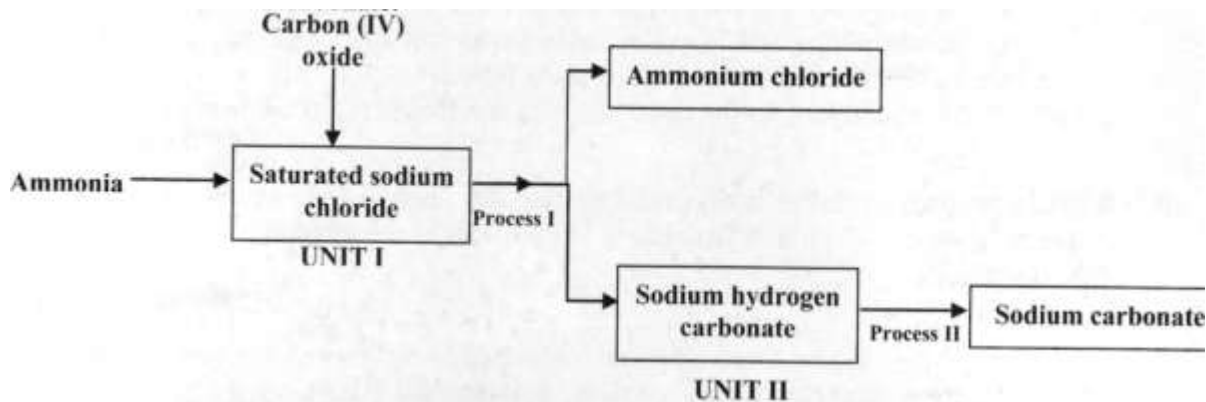 Carbon (IV)
oxide
Ammonium chloride
Ammonia
Saturated sodium
chloride
Process I
UNIT I
Sodium hydrogen
carbonate
Process II
Sodium carbonate
UNIT II